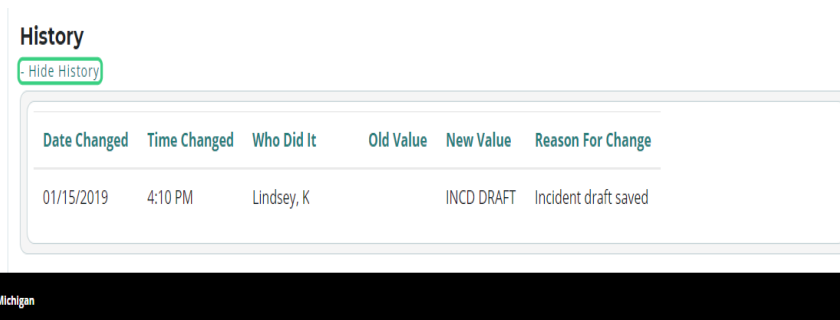 History
- Hide History
Date Changed Time Changed Who Did It Old Value New Value Reason For Change
01/15/2019 4:10 PM Lindsey, K INCD DRAFT Incident draft saved
Michigan